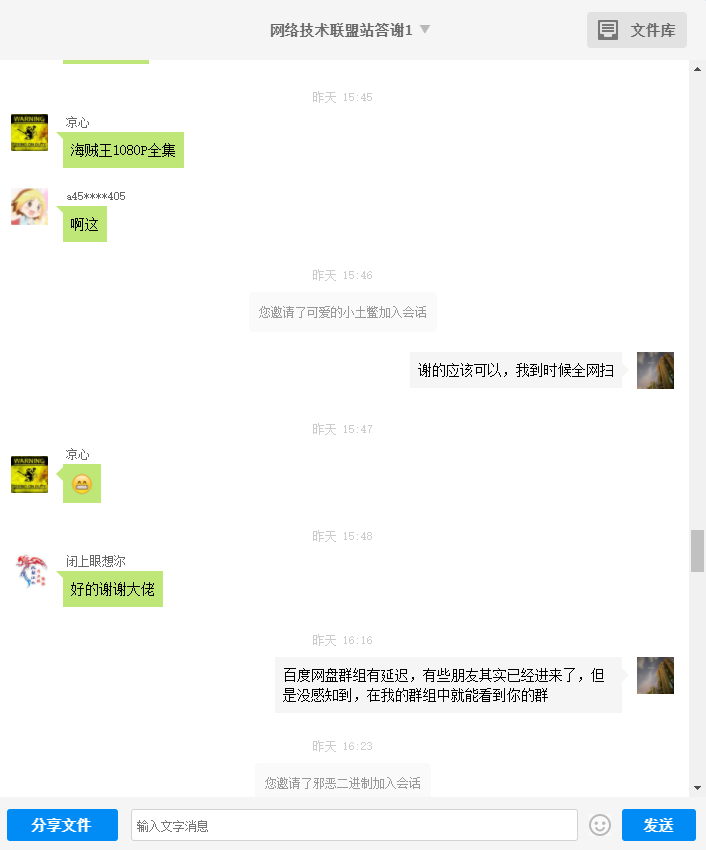 网络技术联盟站答谢1
文件库
昨天 15:45
凉心
海贼王1080P全集
a45****405
啊这
昨天 15:46
您邀请了可爱的小土鳖加入会话
谢的应该可以，我到时候全网扫
昨天 15:47
凉心
昨天 15:48
闭上眼想沵
好的谢谢大佬
昨天 16:16
百度网盘群组有延迟，有些朋友其实已经进来了，但
是没感知到，在我的群组中就能看到你的群
昨天 16:23
您邀请了邪恶二进制加入会话
分享文件
输入文字消息
发送